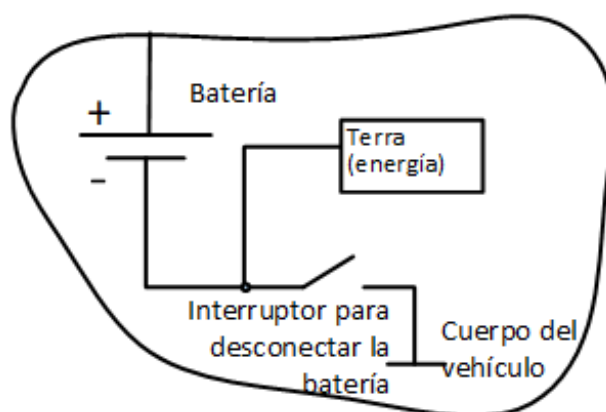 Batería
+
-
Terra
(energía)
Interruptor para
desconectar la
batería
Cuerpo del
vehículo